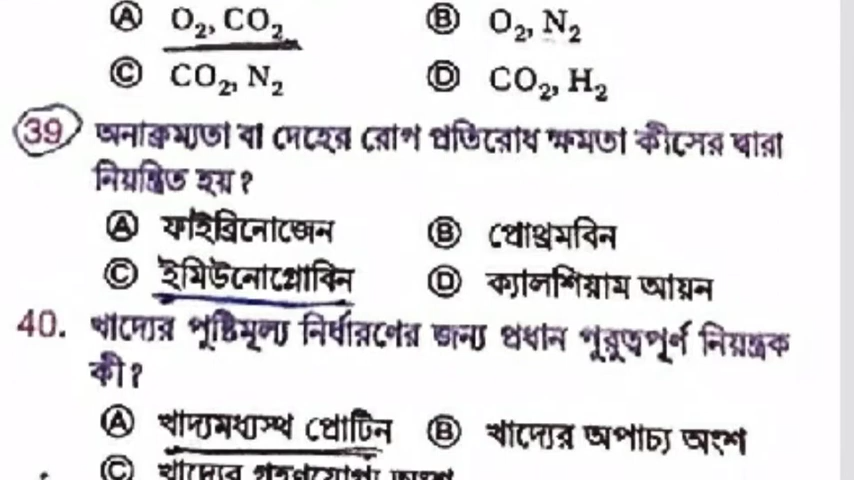 Ⓐ O₂, CO₂ Ⓑ O₂, N₂
Ⓒ CO₂, N₂ Ⓓ CO₂, H₂
39 অনাক্রম্যতা বা দেহের রোগ প্রতিরোধ ক্ষমতা কীসের দ্বারা
নিয়ন্ত্রিত হয়?
Ⓐ ফাইব্রিনোজেন Ⓑ প্রোথ্রমবিন
Ⓒ ইমিউনোগ্লোবিন Ⓓ ক্যালশিয়াম আয়ন
40. খাদ্যের পুষ্টিমূল্য নির্ধারণের জন্য প্রধান গুরুত্বপূর্ণ নিয়ন্ত্রক
কী?
Ⓐ খাদ্যমধ্যস্থ প্রোটিন Ⓑ খাদ্যের অপাচ্য অংশ
Ⓒ খাদ্যের গ্রহণযোগ্য অংশ